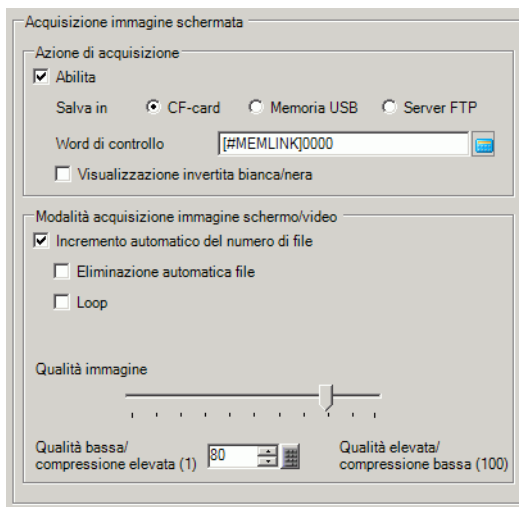 Acquisizione immagine schermata
Azione di acquisizione
Abilita
Salva in CF-card Memoria USB Server FTP
Word di controllo [#MEMLINK]0000
Visualizzazione invertita bianca/nera
Modalità acquisizione immagine schermo/video
Incremento automatico del numero di file
Eliminazione automatica file
Loop
Qualità immagine
Qualità bassa/
compressione elevata (1)
80
Qualità elevata/
compressione bassa (100)